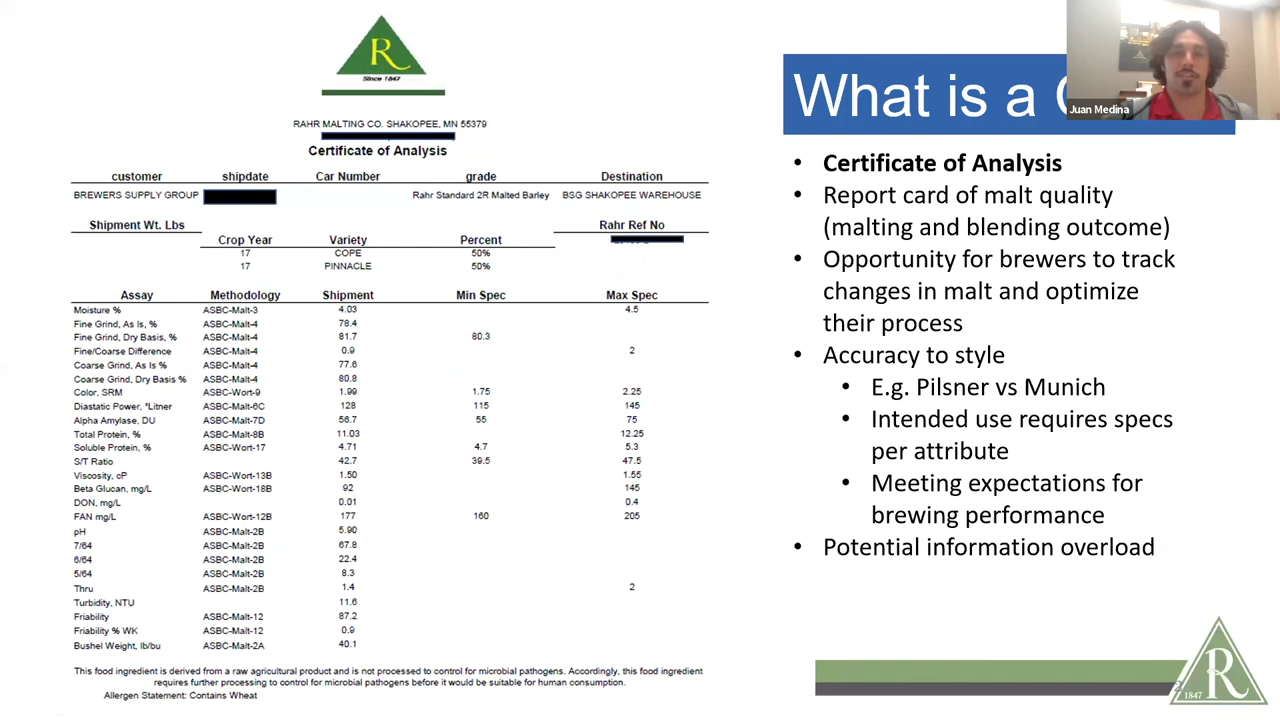 R
Since 1847
RAHR MALTING CO. SHAKOPEE, MN 55379
Certificate of Analysis
customer shipdate Car Number grade Destination
BREWERS SUPPLY GROUP Rahr Standard 2R Malted Barley BSG SHAKOPEE WAREHOUSE
Shipment Wt. Lbs Rahr Ref No
Crop Year Variety Percent
17 COPE 50%
17 PINNACLE 50%
Assay Methodology Shipment Min Spec Max Spec
Moisture % ASBC-Malt-3 4.03 4.5
Fine Grind, As Is, % ASBC-Malt-4 78.4
Fine Grind, Dry Basis, % ASBC-Malt-4 81.7 80.3
Fine/Coarse Difference ASBC-Malt-4 0.9 2
Coarse Grind, As Is % ASBC-Malt-4 77.6
Coarse Grind, Dry Basis % ASBC-Malt-4 80.8
Color, SRM ASBC-Wort-9 1.99 1.75 2.25
Diastatic Power, °Litner ASBC-Malt-6C 128 115 145
Alpha Amylase, DU ASBC-Malt-7D 56.7 55 75
Total Protein, % ASBC-Malt-8B 11.03 12.25
Soluble Protein, % ASBC-Wort-17 4.71 4.7 5.3
S/T Ratio 42.7 39.5 47.5
Viscosity, cP ASBC-Wort-13B 1.50 1.55
Beta Glucan, mg/L ASBC-Wort-18B 92 145
DON, mg/L 0.01 0.4
FAN mg/L ASBC-Wort-12B 177 160 205
pH ASBC-Malt-2B 5.90
7/64 ASBC-Malt-2B 67.8
6/64 ASBC-Malt-2B 22.4
5/64 ASBC-Malt-2B 8.3
Thru ASBC-Malt-2B 1.4 2
Turbidity, NTU 11.6
Friability ASBC-Malt-12 87.2
Friability % WK ASBC-Malt-12 0.9
Bushel Weight, lb/bu ASBC-Malt-2A 40.1
This food ingredient is derived from a raw agricultural product and is not processed to control for microbial pathogens. Accordingly, this food ingredient
requires further processing to control for microbial pathogens before it would be suitable for human consumption.
Allergen Statement: Contains Wheat
What is a
Juan Medina
• Certificate of Analysis
• Report card of malt quality
(malting and blending outcome)
• Opportunity for brewers to track
changes in malt and optimize
their process
• Accuracy to style
• E.g. Pilsner vs Munich
• Intended use requires specs
per attribute
• Meeting expectations for
brewing performance
• Potential information overload
R
1847